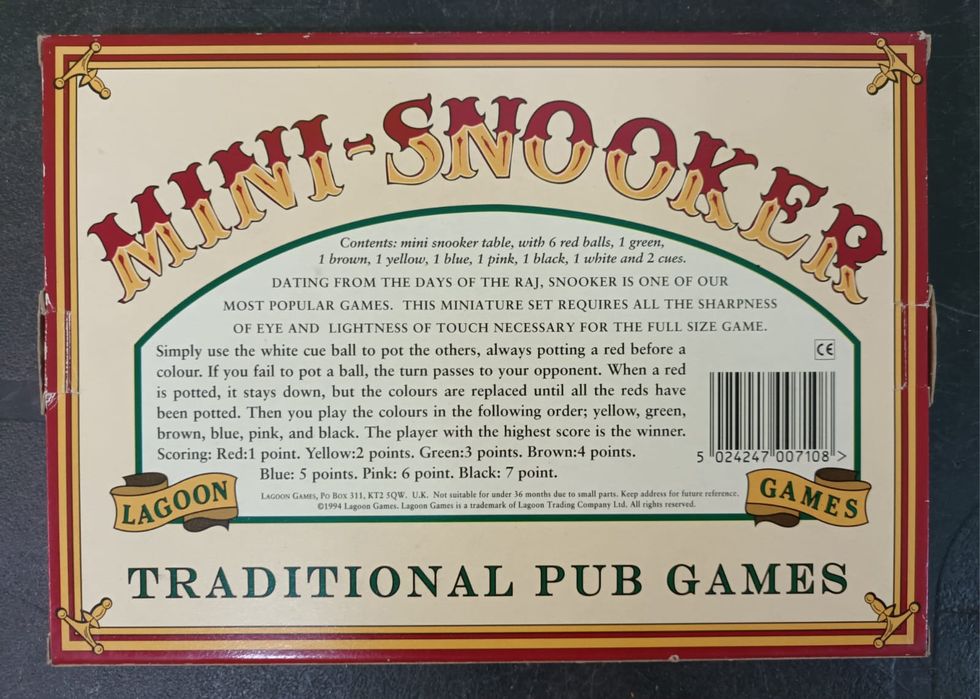 MINI-SNOOKER
Contents: mini snooker table, with 6 red balls, 1 green,
1 brown, 1 yellow, 1 blue, 1 pink, 1 black, 1 white and 2 cues.
DATING FROM THE DAYS OF THE RAJ, SNOOKER IS ONE OF OUR
MOST POPULAR GAMES. THIS MINIATURE SET REQUIRES ALL THE SHARPNESS
OF EYE AND LIGHTNESS OF TOUCH NECESSARY FOR THE FULL SIZE GAME.
Simply use the white cue ball to pot the others, always potting a red before a
colour. If you fail to pot a ball, the turn passes to your opponent. When a red
is potted, it stays down, but the colours are replaced until all the reds have
been potted. Then you play the colours in the following order; yellow, green,
brown, blue, pink, and black. The player with the highest score is the winner.
Scoring: Red:1 point. Yellow:2 points. Green:3 points. Brown:4 points.
Blue: 5 points. Pink: 6 point. Black: 7 point.
CE
5 024247 007108 >
LAGOON GAMES, PO BOX 311, KT2 5QW. U.K. Not suitable for under 36 months due to small parts. Keep address for future reference.
©1994 Lagoon Games. Lagoon Games is a trademark of Lagoon Trading Company Ltd. All rights reserved.
LAGOON
GAMES
TRADITIONAL PUB GAMES